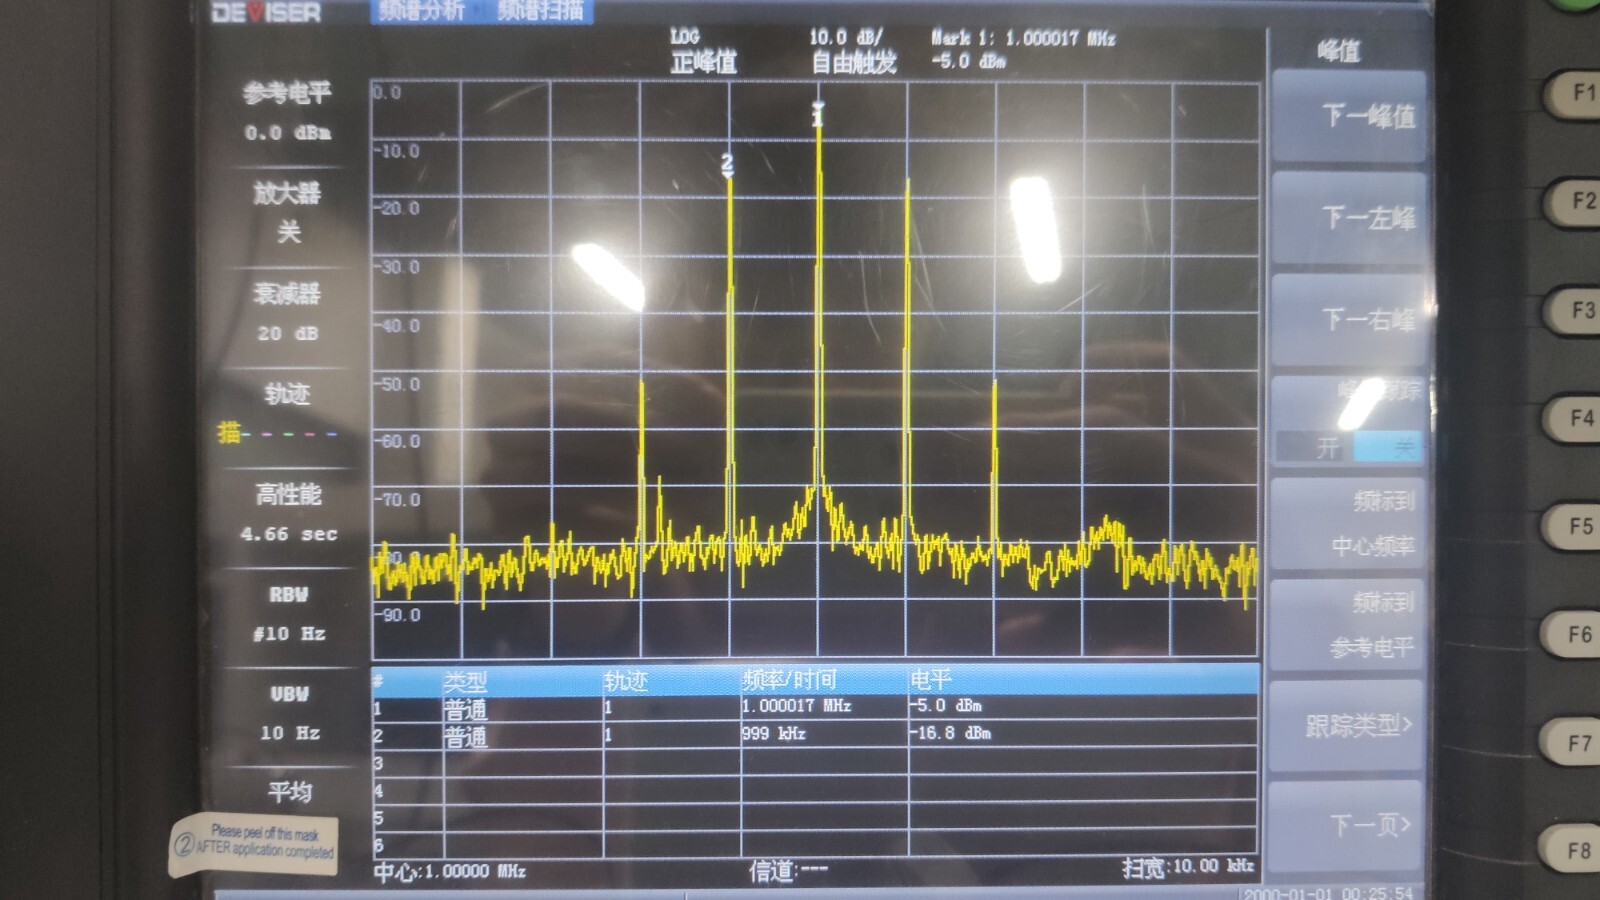 DEVISER
频谱分析 频谱扫描
LOG 10.0 dB/ Mark 1: 1.000017 MHz
正峰值 自由触发 -5.0 dBm
峰值
参考电平
0.0 dBm
放大器
关
衰减器
20 dB
轨迹
描
高性能
4.66 sec
RBW
#10 Hz
VBW
10 Hz
平均
0.0
-10.0
-20.0
-30.0
-40.0
-50.0
-60.0
-70.0
-90.0
1
2
# 类型 轨迹 频率/时间 电平
1 普通 1 1.000017 MHz -5.0 dBm
2 普通 1 999 kHz -16.8 dBm
3
4
5
6
中心:1.00000 MHz 信道:--- 扫宽:10.00 kHz
2000-01-01 00:25:54
下一峰值
下一左峰
下一右峰
开 关
频标到
中心频率
频标到
参考电平
跟踪类型>
下一页>
F1
F2
F3
F4
F5
F6
F7
F8
② Please peel off this mask
AFTER application completed